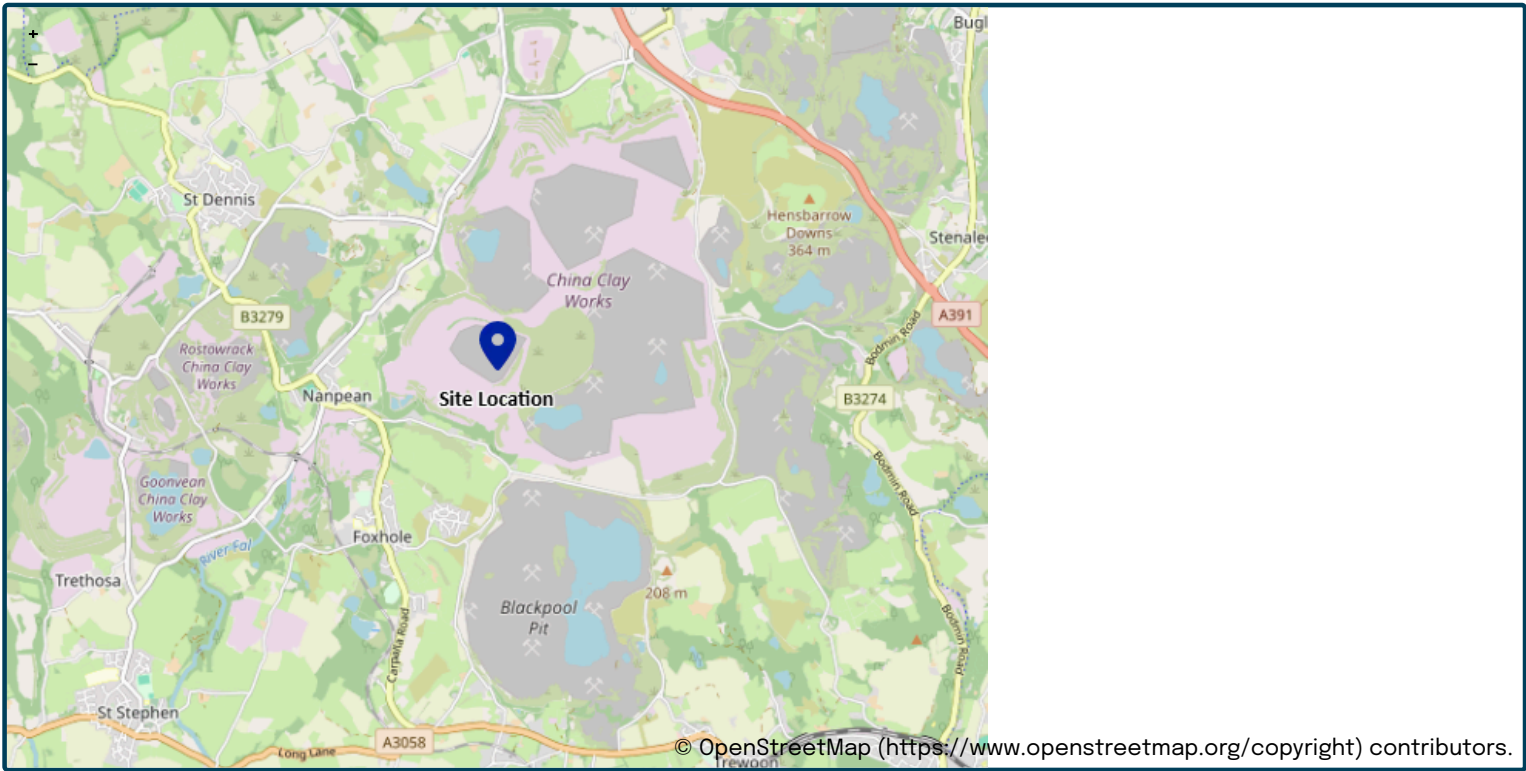 +
−
Bugl
St Dennis
Hensbarrow
Downs
364 m
Stenalee
China Clay
Works
B3279
A391
Bodmin Road
Rostowrack
China Clay
Works
Nanpean
Site Location
B3274
Bodmin Road
Goonvean
China Clay
Works
River Fal
Foxhole
Trethosa
208 m
Blackpool
Pit
Bodmin Road
Carpalla Road
St Stephen
A3058
Long Lane
© OpenStreetMap (https://www.openstreetmap.org/copyright) contributors.
Trewoon